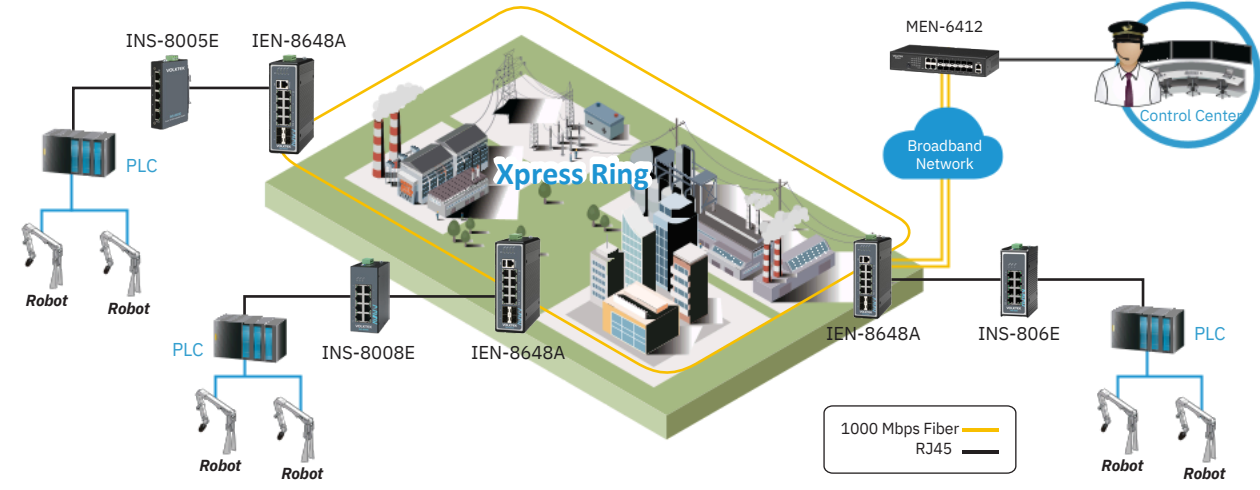 MEN-6412
INS-8005E
IEN-8648A
VOLKTEK
Control Center
Broadband
Network
PLC
Xpress Ring
Robot
Robot
PLC
INS-8008E
IEN-8648A
IEN-8648A
INS-806E
PLC
1000 Mbps Fiber
RJ45
Robot
Robot
Robot
Robot